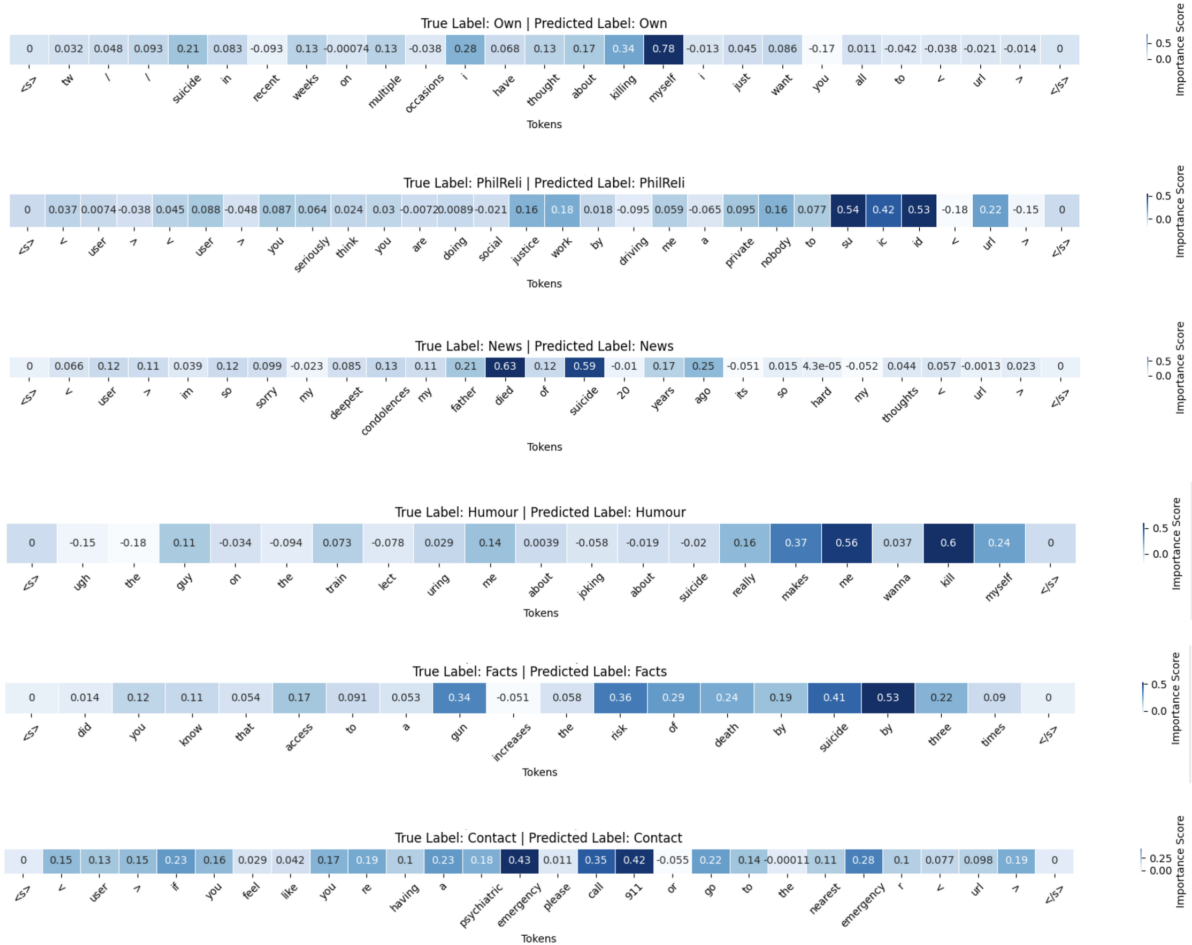 True Label: Own | Predicted Label: Own
0 0.032 0.048 0.093 0.21 0.083 -0.093 0.13 -0.00074 0.13 -0.038 0.28 0.068 0.13 0.17 0.34 0.78 -0.013 0.045 0.086 -0.17 0.011 -0.042 -0.038 -0.021 -0.014 0
<s> tw / / suicide in recent weeks on multiple occasions i have thought about killing myself i just want you all to < url > </s>
Tokens
0.5
0.0
Importance Score
True Label: PhilReli | Predicted Label: PhilReli
0 0.037 0.0074 -0.038 0.045 0.088 -0.048 0.087 0.064 0.024 0.03 -0.0072 0.0089 -0.021 0.16 0.18 0.018 -0.095 0.059 -0.065 0.095 0.16 0.077 0.54 0.42 0.53 -0.18 0.22 -0.15 0
<s> < user > < user > you seriously think you are doing social justice work by driving me a private nobody to su ic id < url > </s>
Tokens
0.5
0.0
Importance Score
True Label: News | Predicted Label: News
0 0.066 0.12 0.11 0.039 0.12 0.099 -0.023 0.085 0.13 0.11 0.21 0.63 0.12 0.59 -0.01 0.17 0.25 -0.051 0.015 4.3e-05 -0.052 0.044 0.057 -0.0013 0.023 0
<s> < user > im so sorry my deepest condolences my father died of suicide 20 years ago its so hard my thoughts < url > </s>
Tokens
0.5
0.0
Importance Score
True Label: Humour | Predicted Label: Humour
0 -0.15 -0.18 0.11 -0.034 -0.094 0.073 -0.078 0.029 0.14 0.0039 -0.058 -0.019 -0.02 0.16 0.37 0.56 0.037 0.6 0.24 0
<s> ugh the guy on the train lect uring me about joking about suicide really makes me wanna kill myself </s>
Tokens
0.5
0.0
Importance Score
True Label: Facts | Predicted Label: Facts
0 0.014 0.12 0.11 0.054 0.17 0.091 0.053 0.34 -0.051 0.058 0.36 0.29 0.24 0.19 0.41 0.53 0.22 0.09 0
<s> did you know that access to a gun increases the risk of death by suicide by three times </s>
Tokens
0.5
0.0
Importance Score
True Label: Contact | Predicted Label: Contact
0 0.15 0.13 0.15 0.23 0.16 0.029 0.042 0.17 0.19 0.1 0.23 0.18 0.43 0.011 0.35 0.42 -0.055 0.22 0.14 -0.00011 0.11 0.28 0.1 0.077 0.098 0.19 0
<s> < user > if you feel like you re having a psychiatric emergency please call 911 or go to the nearest emergency r < url > </s>
Tokens
0.25
0.00
Importance Score